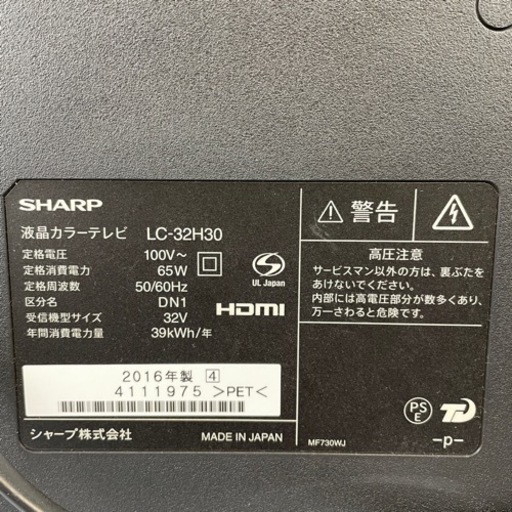 SHARP
液晶カラーテレビ LC-32H30
定格電圧 100V~
定格消費電力 65W
定格周波数 50/60Hz
区分名 DN1
受信機型サイズ 32V
年間消費電力量 39kWh/年
S
UL Japan
HDMI
2016年製 4
4111975 >PET<
シャープ株式会社 MADE IN JAPAN
警告
高圧注意
サービスマン以外の方は、裏ぶたを
あけないでください。
内部には高電圧部分が数多くあり、
万一さわると危険です。
PS
E
-p-
MF730WJ